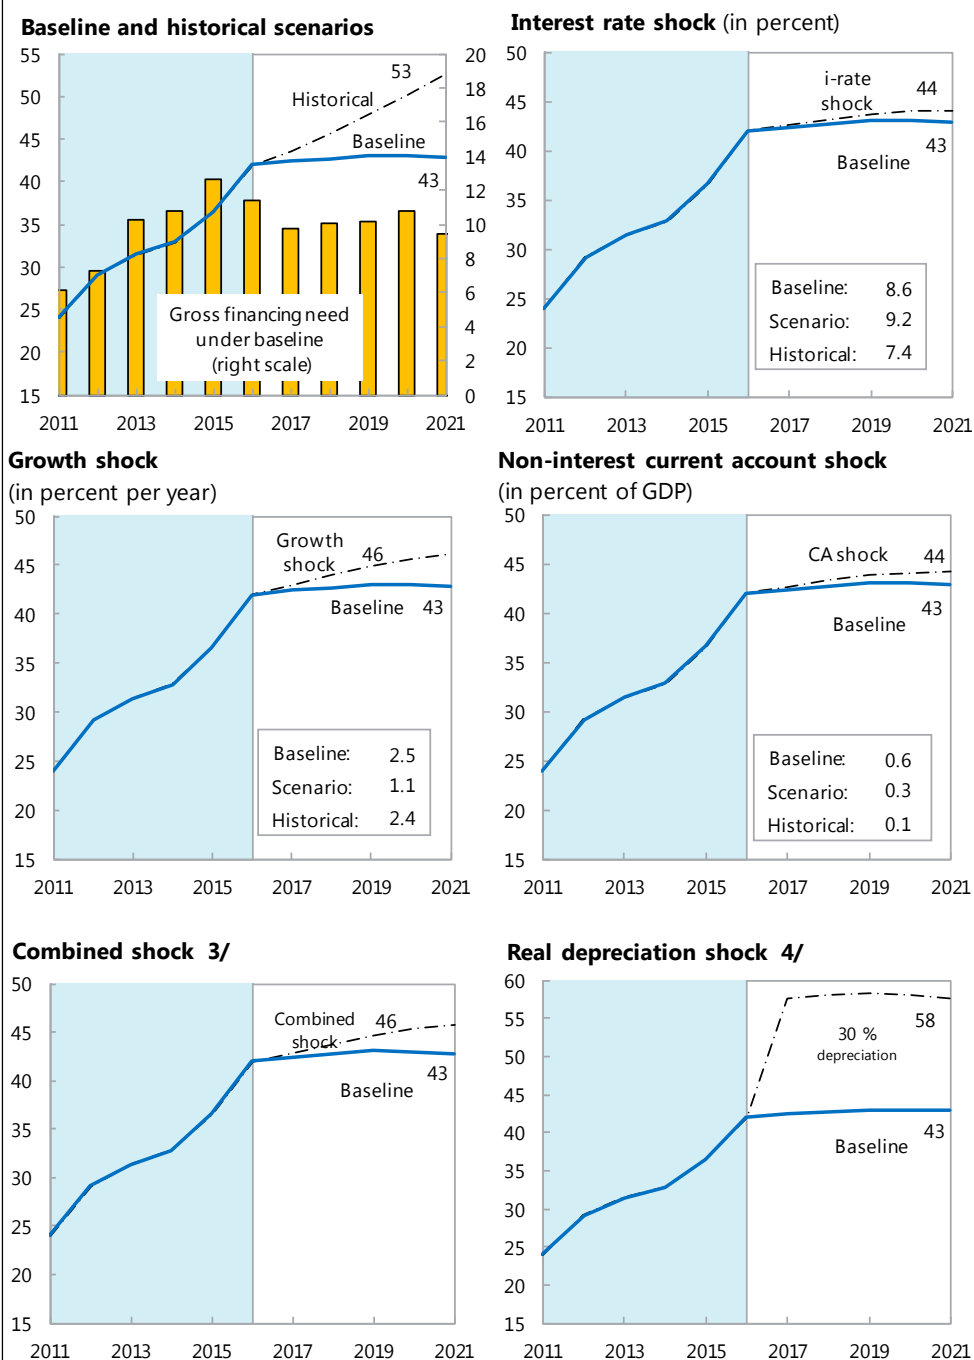 Baseline and historical scenarios
55
50
45
40
35
30
25
20
15
20
18
16
14
12
10
8
6
4
2
0
53
Historical
Baseline
43
Gross financing need
under baseline
(right scale)
2011 2013 2015 2017 2019 2021
Interest rate shock (in percent)
50
45
40
35
30
25
20
15
i-rate
shock
44
43
Baseline
Baseline: 8.6
Scenario: 9.2
Historical: 7.4
2011 2013 2015 2017 2019 2021
Growth shock
(in percent per year)
50
45
40
35
30
25
20
15
Growth
shock
46
Baseline 43
Baseline: 2.5
Scenario: 1.1
Historical: 2.4
2011 2013 2015 2017 2019 2021
Non-interest current account shock
(in percent of GDP)
50
45
40
35
30
25
20
15
CA shock 44
43
Baseline
Baseline: 0.6
Scenario: 0.3
Historical: 0.1
2011 2013 2015 2017 2019 2021
Combined shock 3/
50
45
40
35
30
25
20
15
Combined
shock
46
43
Baseline
2011 2013 2015 2017 2019 2021
Real depreciation shock 4/
60
55
50
45
40
35
30
25
20
15
58
30 %
depreciation
43
Baseline
2011 2013 2015 2017 2019 2021